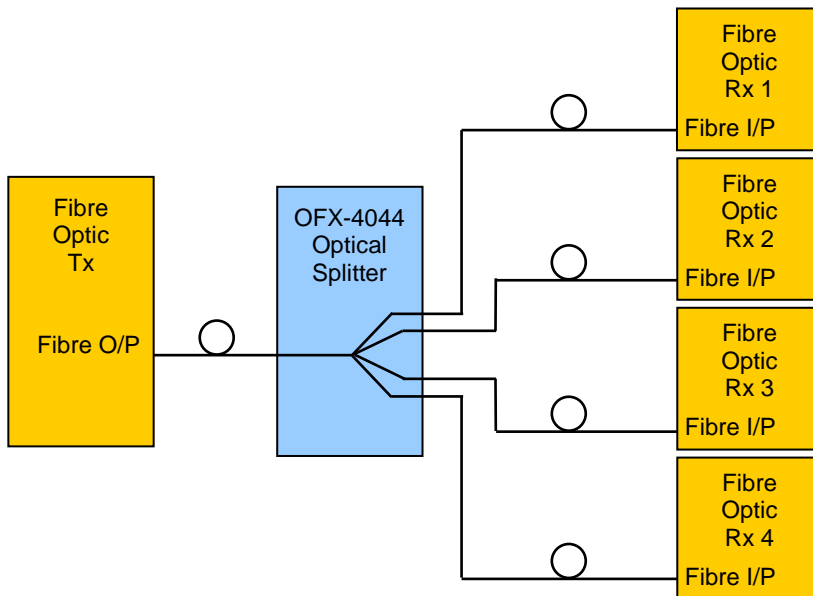 Fibre
Optic
Tx
Fibre O/P
OFX-4044
Optical
Splitter
Fibre
Optic
Rx 1
Fibre I/P
Fibre
Optic
Rx 2
Fibre I/P
Fibre
Optic
Rx 3
Fibre I/P
Fibre
Optic
Rx 4
Fibre I/P